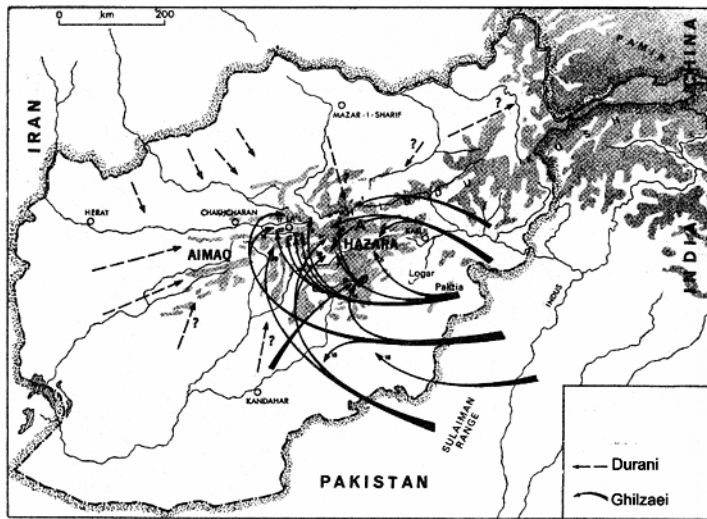 0 km 200
IRAN
CHINA
PAMIR
MAZAR-I-SHARIF
?
?
HERAT
CHAKHCHARAN
AIMAQ
HAZARA
Logar
Paktia
?
?
INDUS
INDIA
KANDAHAR
SULAIMAN
RANGE
PAKISTAN
Durani
Ghilzaei